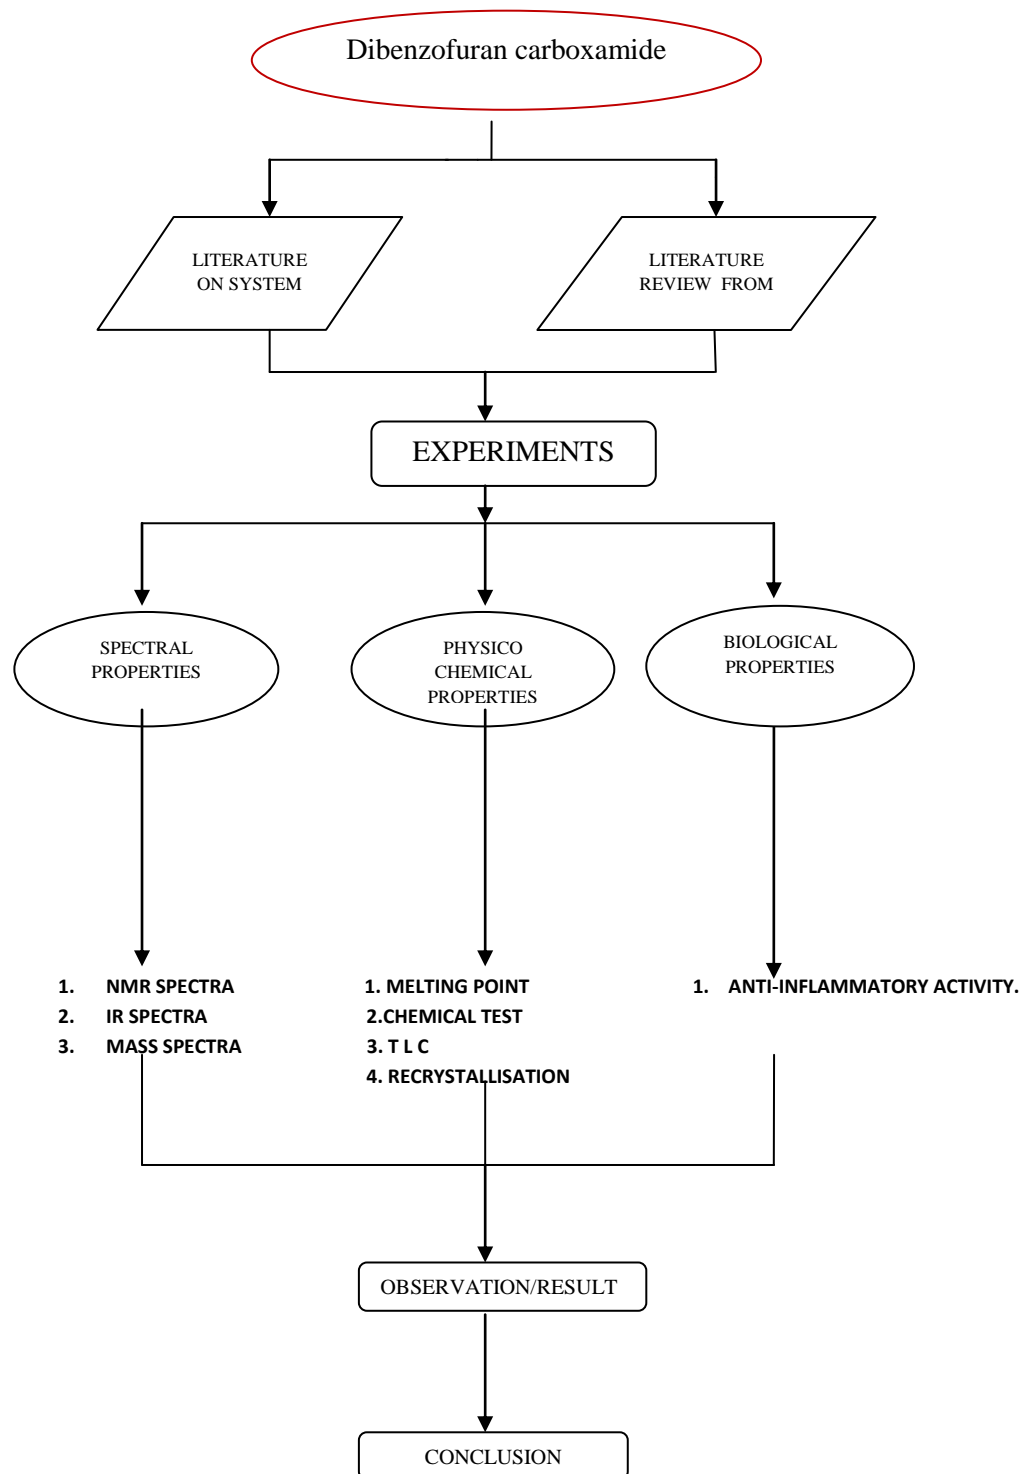 Dibenzofuran carboxamide
LITERATURE
ON SYSTEM
LITERATURE
REVIEW FROM
EXPERIMENTS
SPECTRAL
PROPERTIES
PHYSICO
CHEMICAL
PROPERTIES
BIOLOGICAL
PROPERTIES
1. NMR SPECTRA
2. IR SPECTRA
3. MASS SPECTRA
1. MELTING POINT
2.CHEMICAL TEST
3. T L C
4. RECRYSTALLISATION
1. ANTI-INFLAMMATORY ACTIVITY.
OBSERVATION/RESULT
CONCLUSION